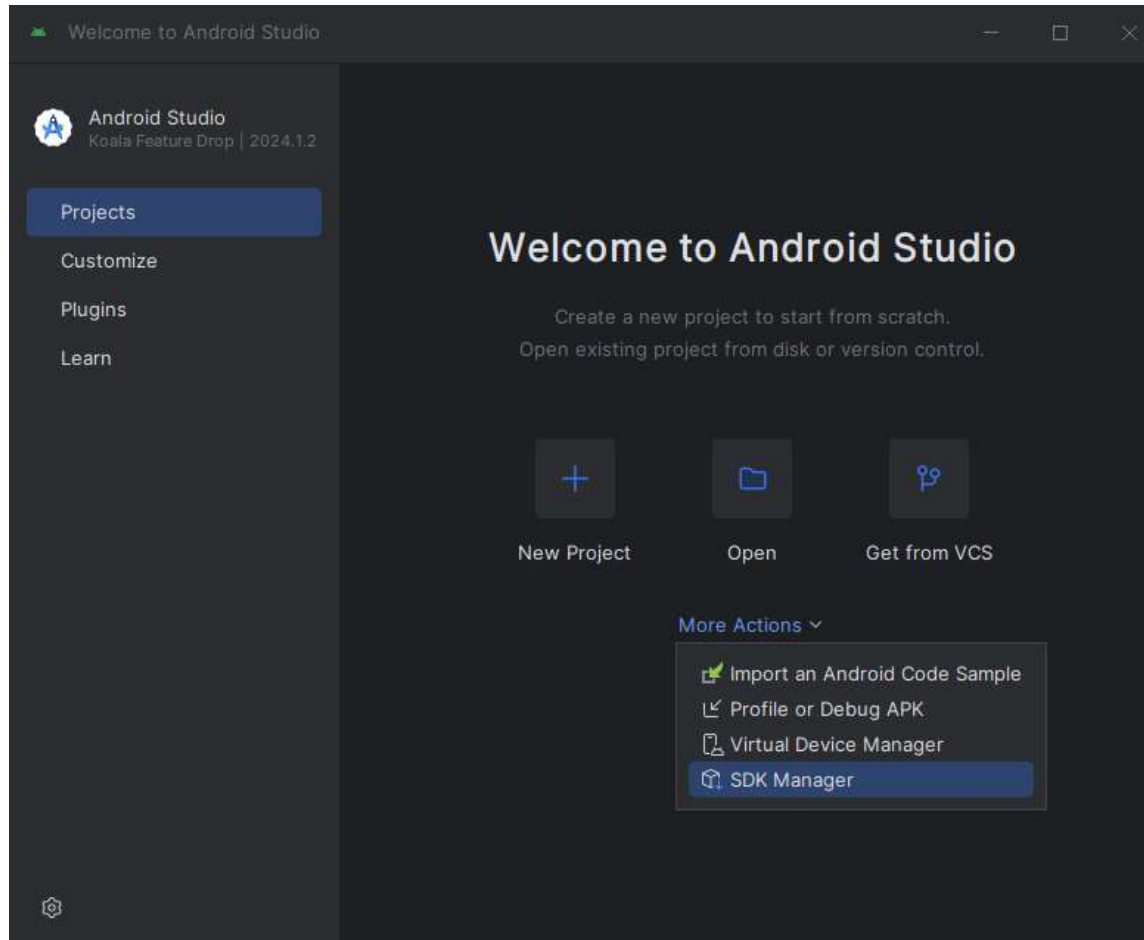 Welcome to Android Studio
Android Studio
Koala Feature Drop | 2024.1.2
Projects
Customize
Plugins
Learn
Welcome to Android Studio
Create a new project to start from scratch.
Open existing project from disk or version control.
New Project
Open
Get from VCS
More Actions
Import an Android Code Sample
Profile or Debug APK
Virtual Device Manager
SDK Manager